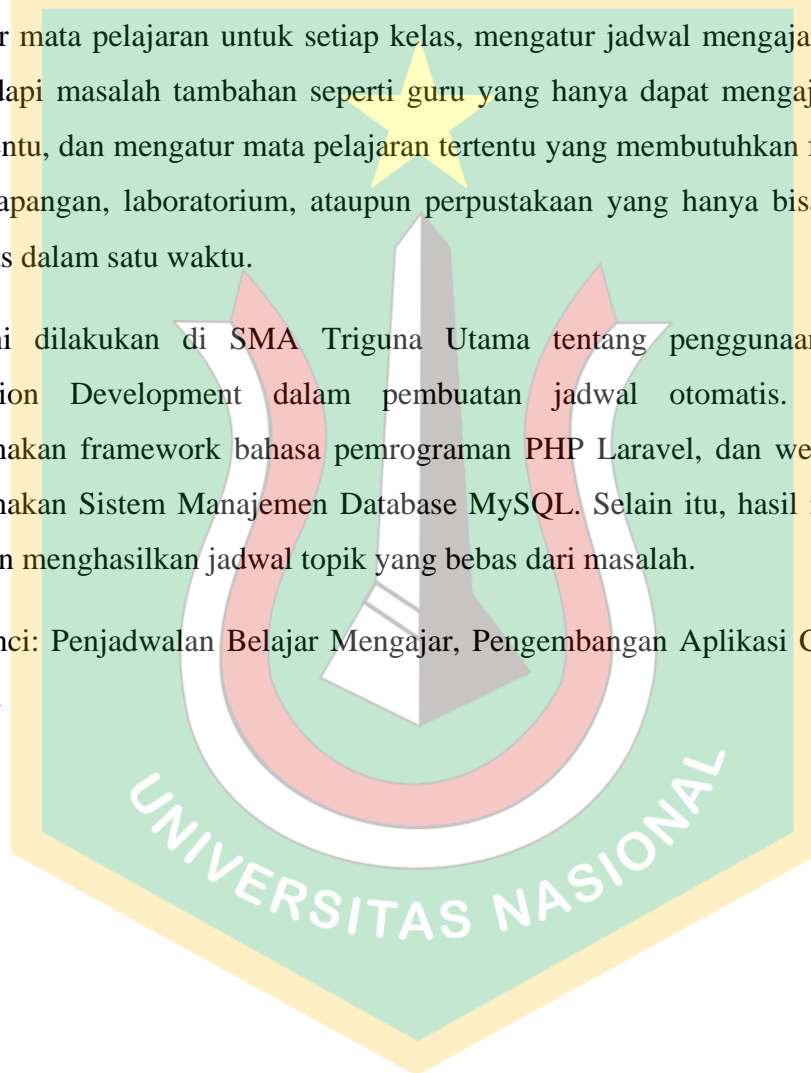 r mata pelajaran untuk setiap kelas, mengatur jadwal mengaja
lapi masalah tambahan seperti guru yang hanya dapat mengaj
entu, dan mengatur mata pelajaran tertentu yang membutuhkan
apangan, laboratorium, ataupun perpustakaan yang hanya bisa
s dalam satu waktu.
ni dilakukan di SMA Triguna Utama tentang penggunaan
ion Development dalam pembuatan jadwal otomatis.
nakan framework bahasa pemrograman PHP Laravel, dan we
nakan Sistem Manajemen Database MySQL. Selain itu, hasil
n menghasilkan jadwal topik yang bebas dari masalah.
nci: Penjadwalan Belajar Mengajar, Pengembangan Aplikasi C
UNIVERSITAS NASIONAL